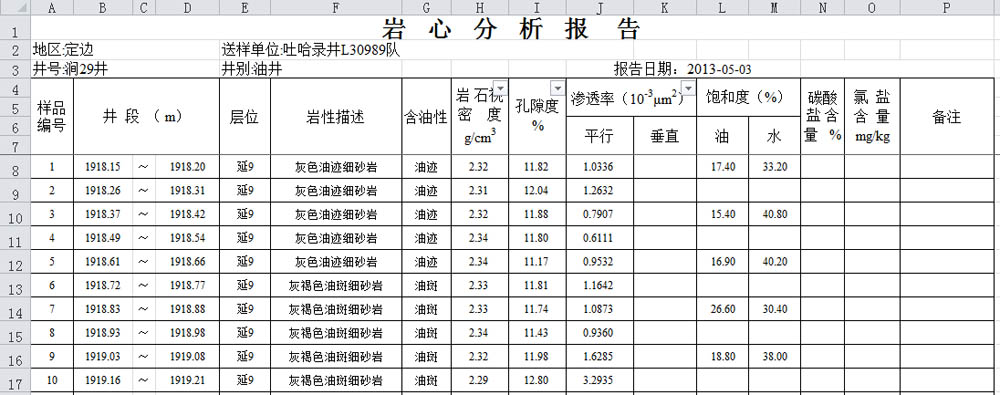 A B C D E F G H I J K L M N O P
1 岩心分析报告
2 地区:定边 送样单位:吐哈录井L30989队
3 井号:涧29井 井别:油井 报告日期：2013-05-03
4 样品编号 井段（m） 层位 岩性描述 含油性 岩石视密度g/cm³ 孔隙度% 渗透率（10⁻³μm²） 饱和度（%） 碳酸盐含量% 氯盐含量mg/kg 备注
5
6 平行 垂直 油 水
7
8 1 1918.15 ～ 1918.20 延9 灰色油迹细砂岩 油迹 2.32 11.82 1.0336 17.40 33.20
9 2 1918.26 ～ 1918.31 延9 灰色油迹细砂岩 油迹 2.31 12.04 1.2632
10 3 1918.37 ～ 1918.42 延9 灰色油迹细砂岩 油迹 2.32 11.88 0.7907 15.40 40.80
11 4 1918.49 ～ 1918.54 延9 灰色油迹细砂岩 油迹 2.34 11.80 0.6111
12 5 1918.61 ～ 1918.66 延9 灰色油迹细砂岩 油迹 2.34 11.17 0.9532 16.90 40.20
13 6 1918.72 ～ 1918.77 延9 灰褐色油斑细砂岩 油斑 2.33 11.81 1.1642
14 7 1918.83 ～ 1918.88 延9 灰褐色油斑细砂岩 油斑 2.33 11.74 1.0873 26.60 30.40
15 8 1918.93 ～ 1918.98 延9 灰褐色油斑细砂岩 油斑 2.34 11.43 0.9360
16 9 1919.03 ～ 1919.08 延9 灰褐色油斑细砂岩 油斑 2.32 11.98 1.6285 18.80 38.00
17 10 1919.16 ～ 1919.21 延9 灰褐色油斑细砂岩 油斑 2.29 12.80 3.2935